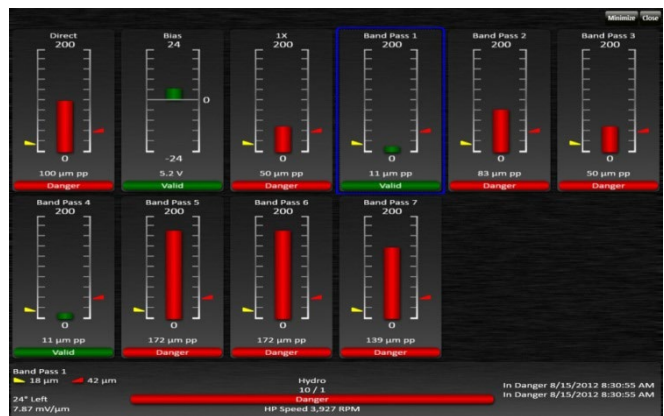 Minimize Close
Direct Bias 1X Band Pass 1 Band Pass 2 Band Pass 3
200 24 200 200 200 200
0
0 -24 0 0 0 0
100 µm pp 5.2 V 50 µm pp 11 µm pp 83 µm pp 50 µm pp
Danger Valid Danger Valid Danger Danger
Band Pass 4 Band Pass 5 Band Pass 6 Band Pass 7
200 200 200 200
0 0 0 0
11 µm pp 172 µm pp 172 µm pp 139 µm pp
Valid Danger Danger Danger
Band Pass 1
18 µm 42 µm
Hydro
In Danger 8/15/2012 8:30:55 AM
10 / 1
In Danger 8/15/2012 8:30:55 AM
24° Left
Danger
7.87 mV/µm
HP Speed 3,927 RPM